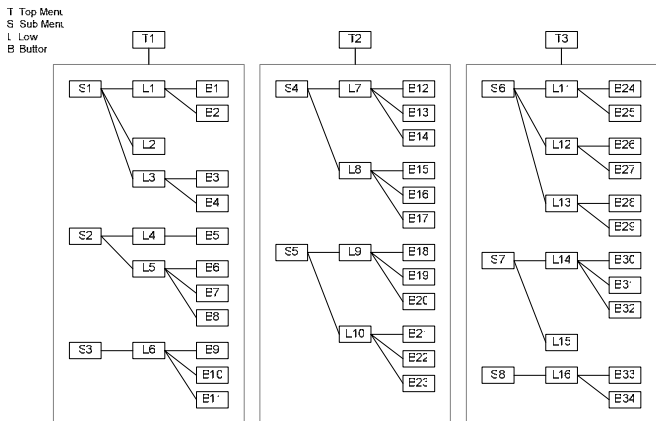 T Top Menu
S Sub Menu
L Low
B Button
T1 T2 T3
S1 L1 B1 S4 L7 B12 S6 L11 B24
B2 B13 B25
L2 B14 L12 B26
B27
L3 B3 L8 B15
B4 B16 L13 B28
B17 B29
S2 L4 B5
L5 B6 S5 L9 B18 S7 L14 B30
B7 B19 B31
B8 B20 B32
L10 B21 L15
S3 L6 B9 B22
B10 B23 S8 L16 B33
B11 B34